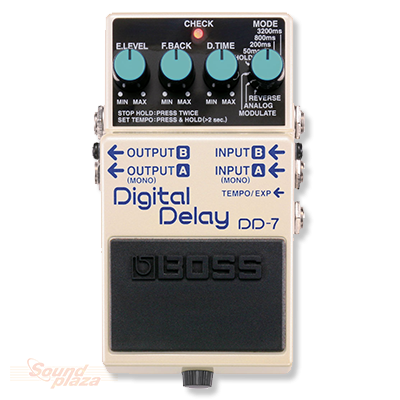 CHECK
MODE
3200ms
800ms
200ms
50ms
HOLD
E.LEVEL
F.BACK
D.TIME
MIN MAX
MIN MAX
MIN MAX
REVERSE
ANALOG
MODULATE
STOP HOLD:PRESS TWICE
SET TEMPO:PRESS & HOLD(>2 sec.)
OUTPUT B
INPUT B
OUTPUT A
(MONO)
INPUT A
(MONO)
TEMPO/EXP
Digital
Delay
DD-7
BOSS
Sound
plaza